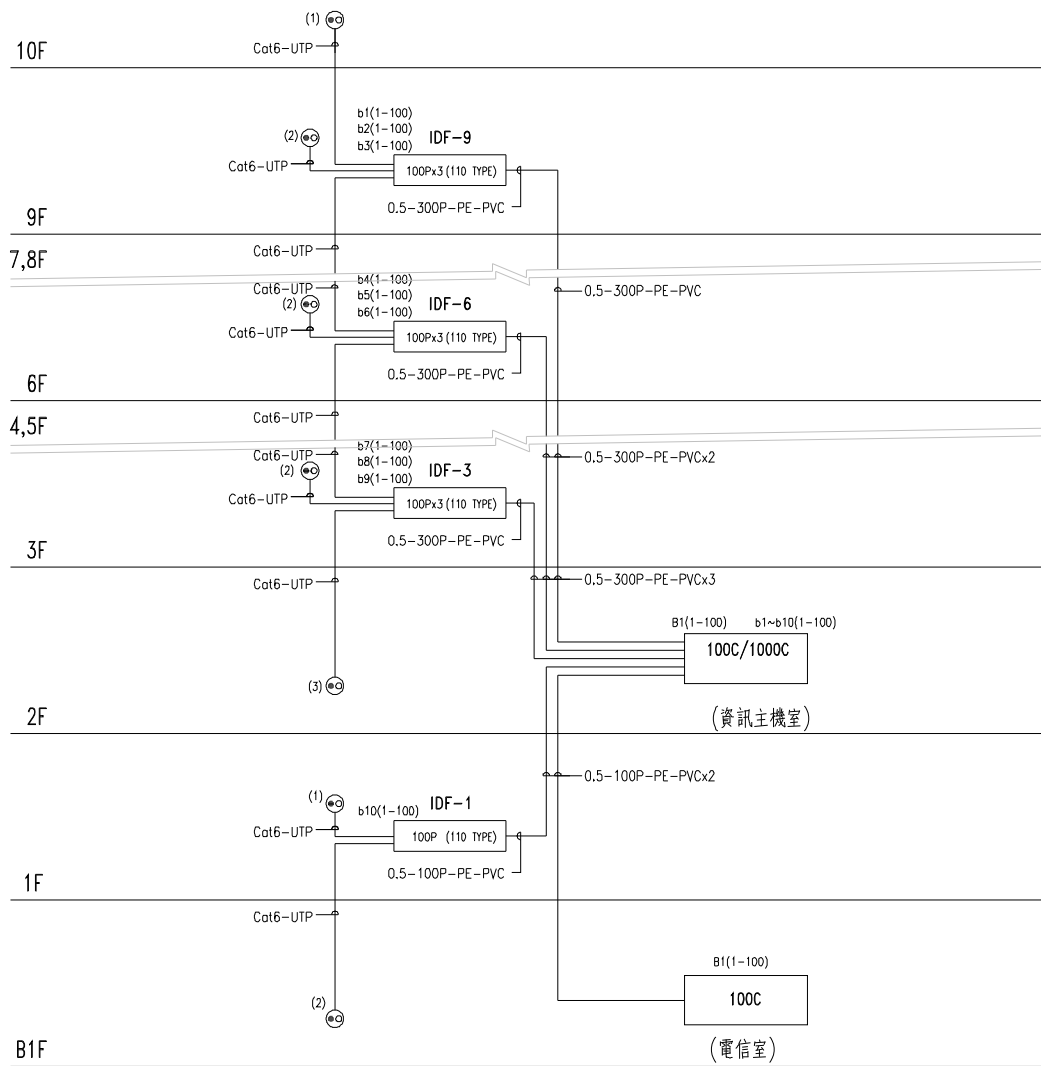 (1)
Cat6-UTP
10F
b1(1-100)
b2(1-100)
b3(1-100)
IDF-9
(2)
Cat6-UTP
100Px3 (110 TYPE)
0.5-300P-PE-PVC
9F
Cat6-UTP
7,8F
b4(1-100)
Cat6-UTP
0.5-300P-PE-PVC
b5(1-100)
b6(1-100)
IDF-6
(2)
Cat6-UTP
100Px3 (110 TYPE)
0.5-300P-PE-PVC
6F
Cat6-UTP
4,5F
b7(1-100)
Cat6-UTP
0.5-300P-PE-PVCx2
b8(1-100)
b9(1-100)
IDF-3
(2)
Cat6-UTP
100Px3 (110 TYPE)
0.5-300P-PE-PVC
3F
Cat6-UTP
0.5-300P-PE-PVCx3
B1(1-100) b1~b10(1-100)
100C/1000C
(3)
2F
(資訊主機室)
0.5-100P-PE-PVCx2
(1)
b10(1-100)
IDF-1
Cat6-UTP
100P (110 TYPE)
0.5-100P-PE-PVC
1F
Cat6-UTP
B1(1-100)
100C
(2)
B1F
(電信室)